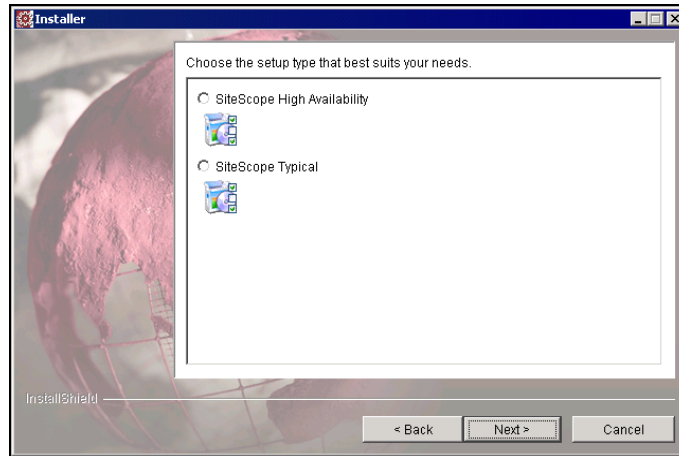 Installer
Choose the setup type that best suits your needs.
SiteScope High Availability
SiteScope Typical
InstallShield
< Back
Next >
Cancel